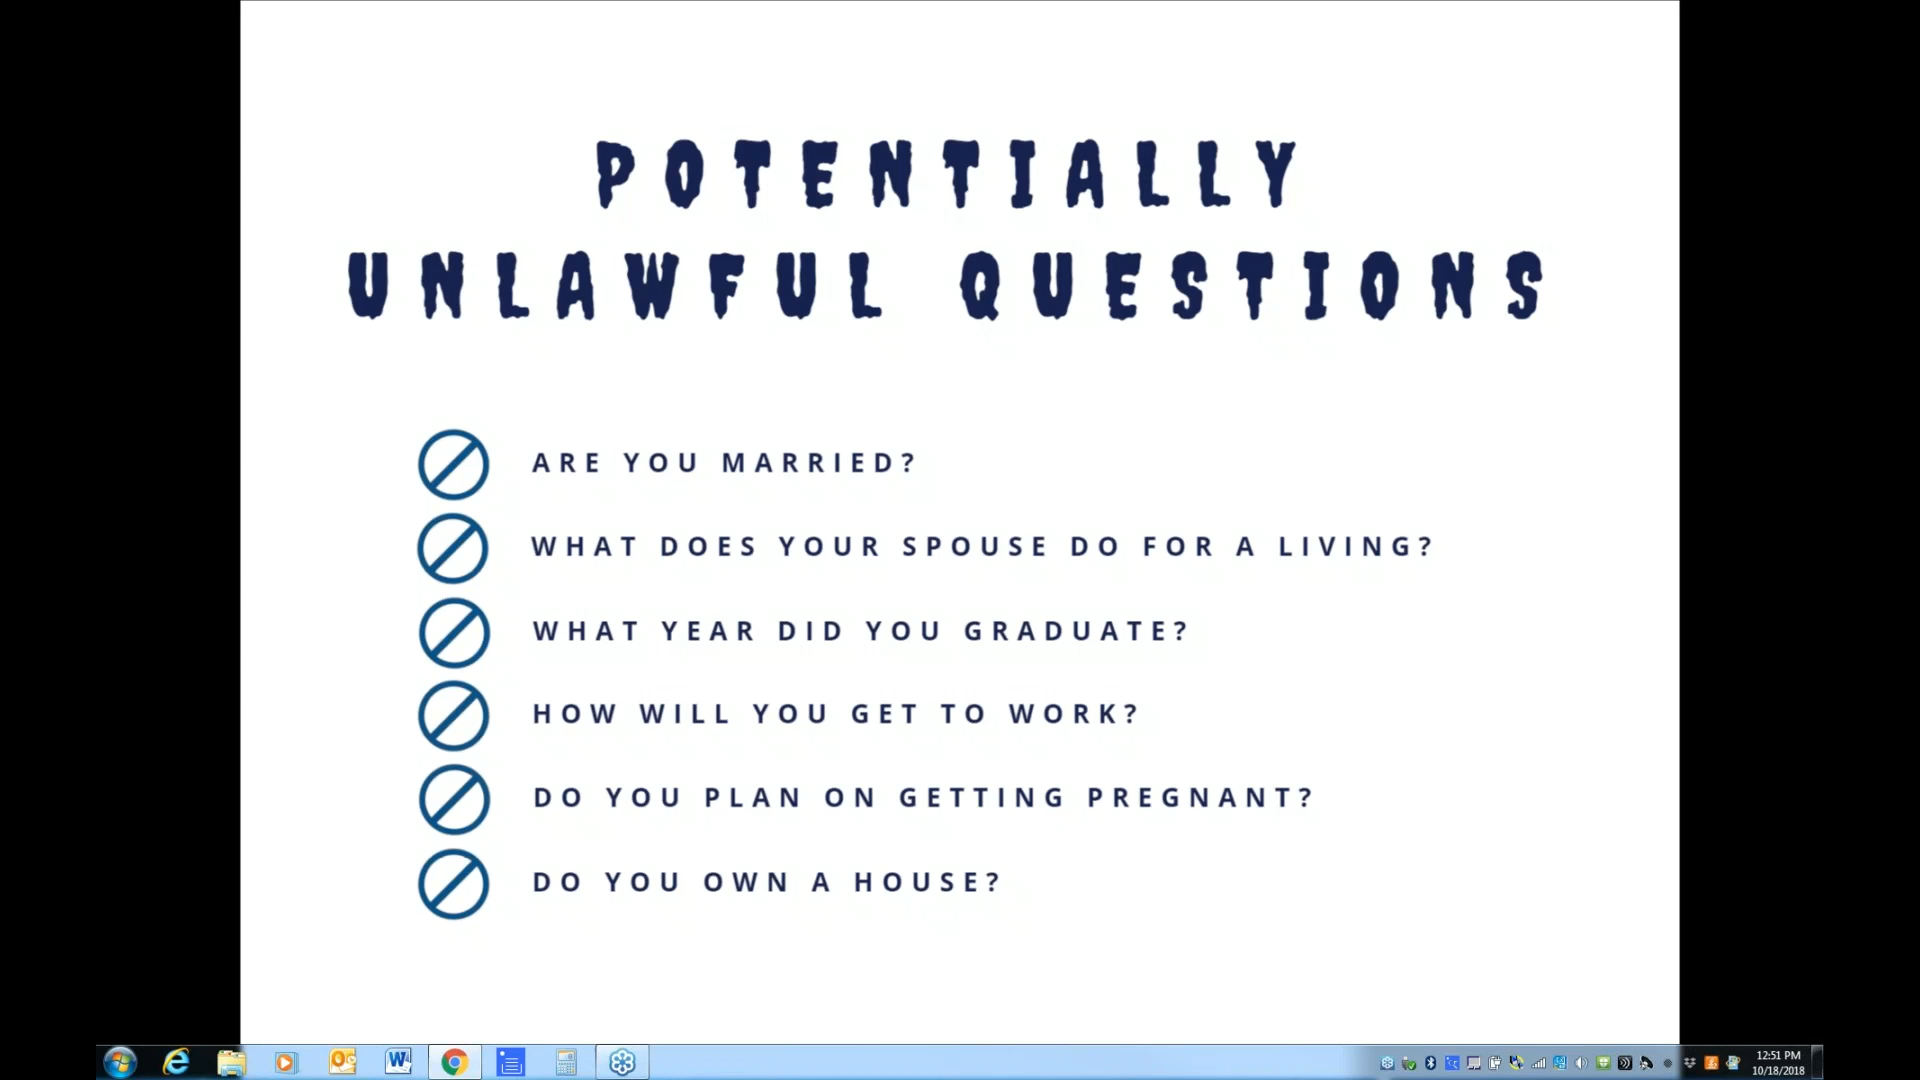 POTENTIALLY
UNLAWFUL QUESTIONS
ARE YOU MARRIED?
WHAT DOES YOUR SPOUSE DO FOR A LIVING?
WHAT YEAR DID YOU GRADUATE?
HOW WILL YOU GET TO WORK?
DO YOU PLAN ON GETTING PREGNANT?
DO YOU OWN A HOUSE?
12:51 PM
10/18/2018